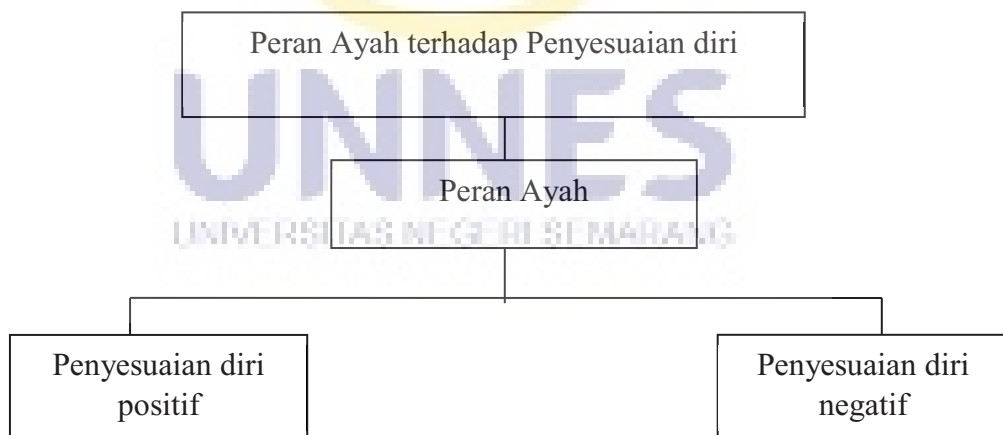 Peran Ayah terhadap Penyesuaian diri
UNNES
Peran Ayah
UNIVERSITAS NEGERI SEMARANG
Penyesuaian diri
positif
Penyesuaian diri
negatif